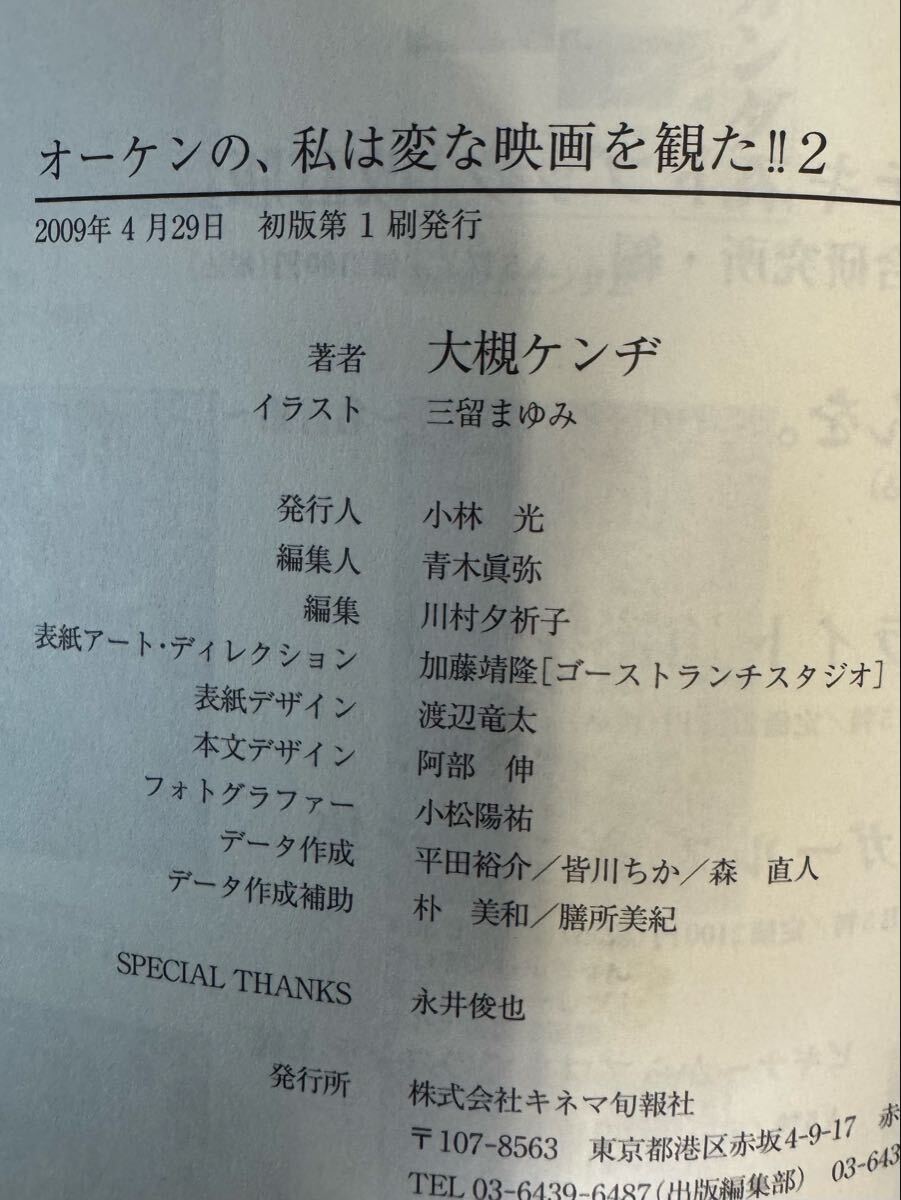 オーケンの、私は変な映画を観た!!2
2009年4月29日　初版第1刷発行
著者　大槻ケンヂ
イラスト　三留まゆみ
発行人　小林　光
編集人　青木眞弥
編集　川村夕祈子
表紙アート・ディレクション　加藤靖隆[ゴーストランチスタジオ]
表紙デザイン　渡辺竜太
本文デザイン　阿部　伸
フォトグラファー　小松陽祐
データ作成　平田裕介／皆川ちか／森　直人
データ作成補助　朴　美和／膳所美紀
SPECIAL THANKS　永井俊也
発行所　株式会社キネマ旬報社
〒107-8563　東京都港区赤坂4-9-17　赤
TEL 03-6439-6487(出版編集部)　03-643